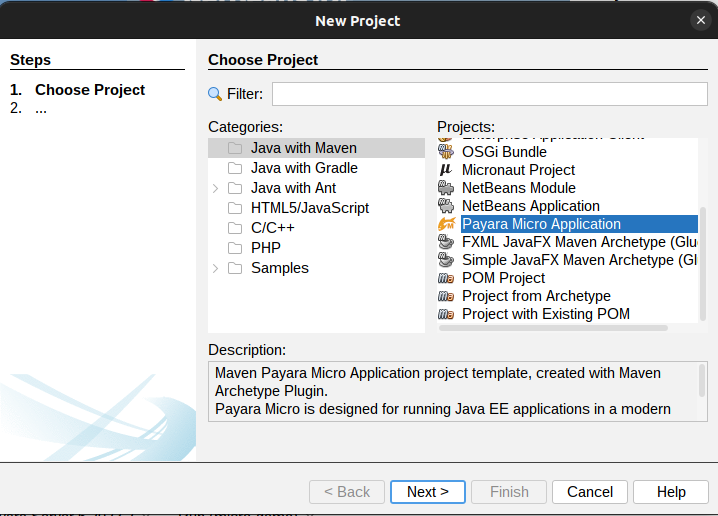 New Project
Steps
1. Choose Project
2. ...
Choose Project
Filter:
Categories:
Java with Maven
Java with Gradle
Java with Ant
HTML5/JavaScript
C/C++
PHP
Samples
Projects:
Enterprise Application Client
OSGi Bundle
Micronaut Project
NetBeans Module
NetBeans Application
Payara Micro Application
FXML JavaFX Maven Archetype (Glu
Simple JavaFX Maven Archetype (Gl
POM Project
Project from Archetype
Project with Existing POM
Description:
Maven Payara Micro Application project template, created with Maven
Archetype Plugin.
Payara Micro is designed for running Java EE applications in a modern
< Back
Next >
Finish
Cancel
Help